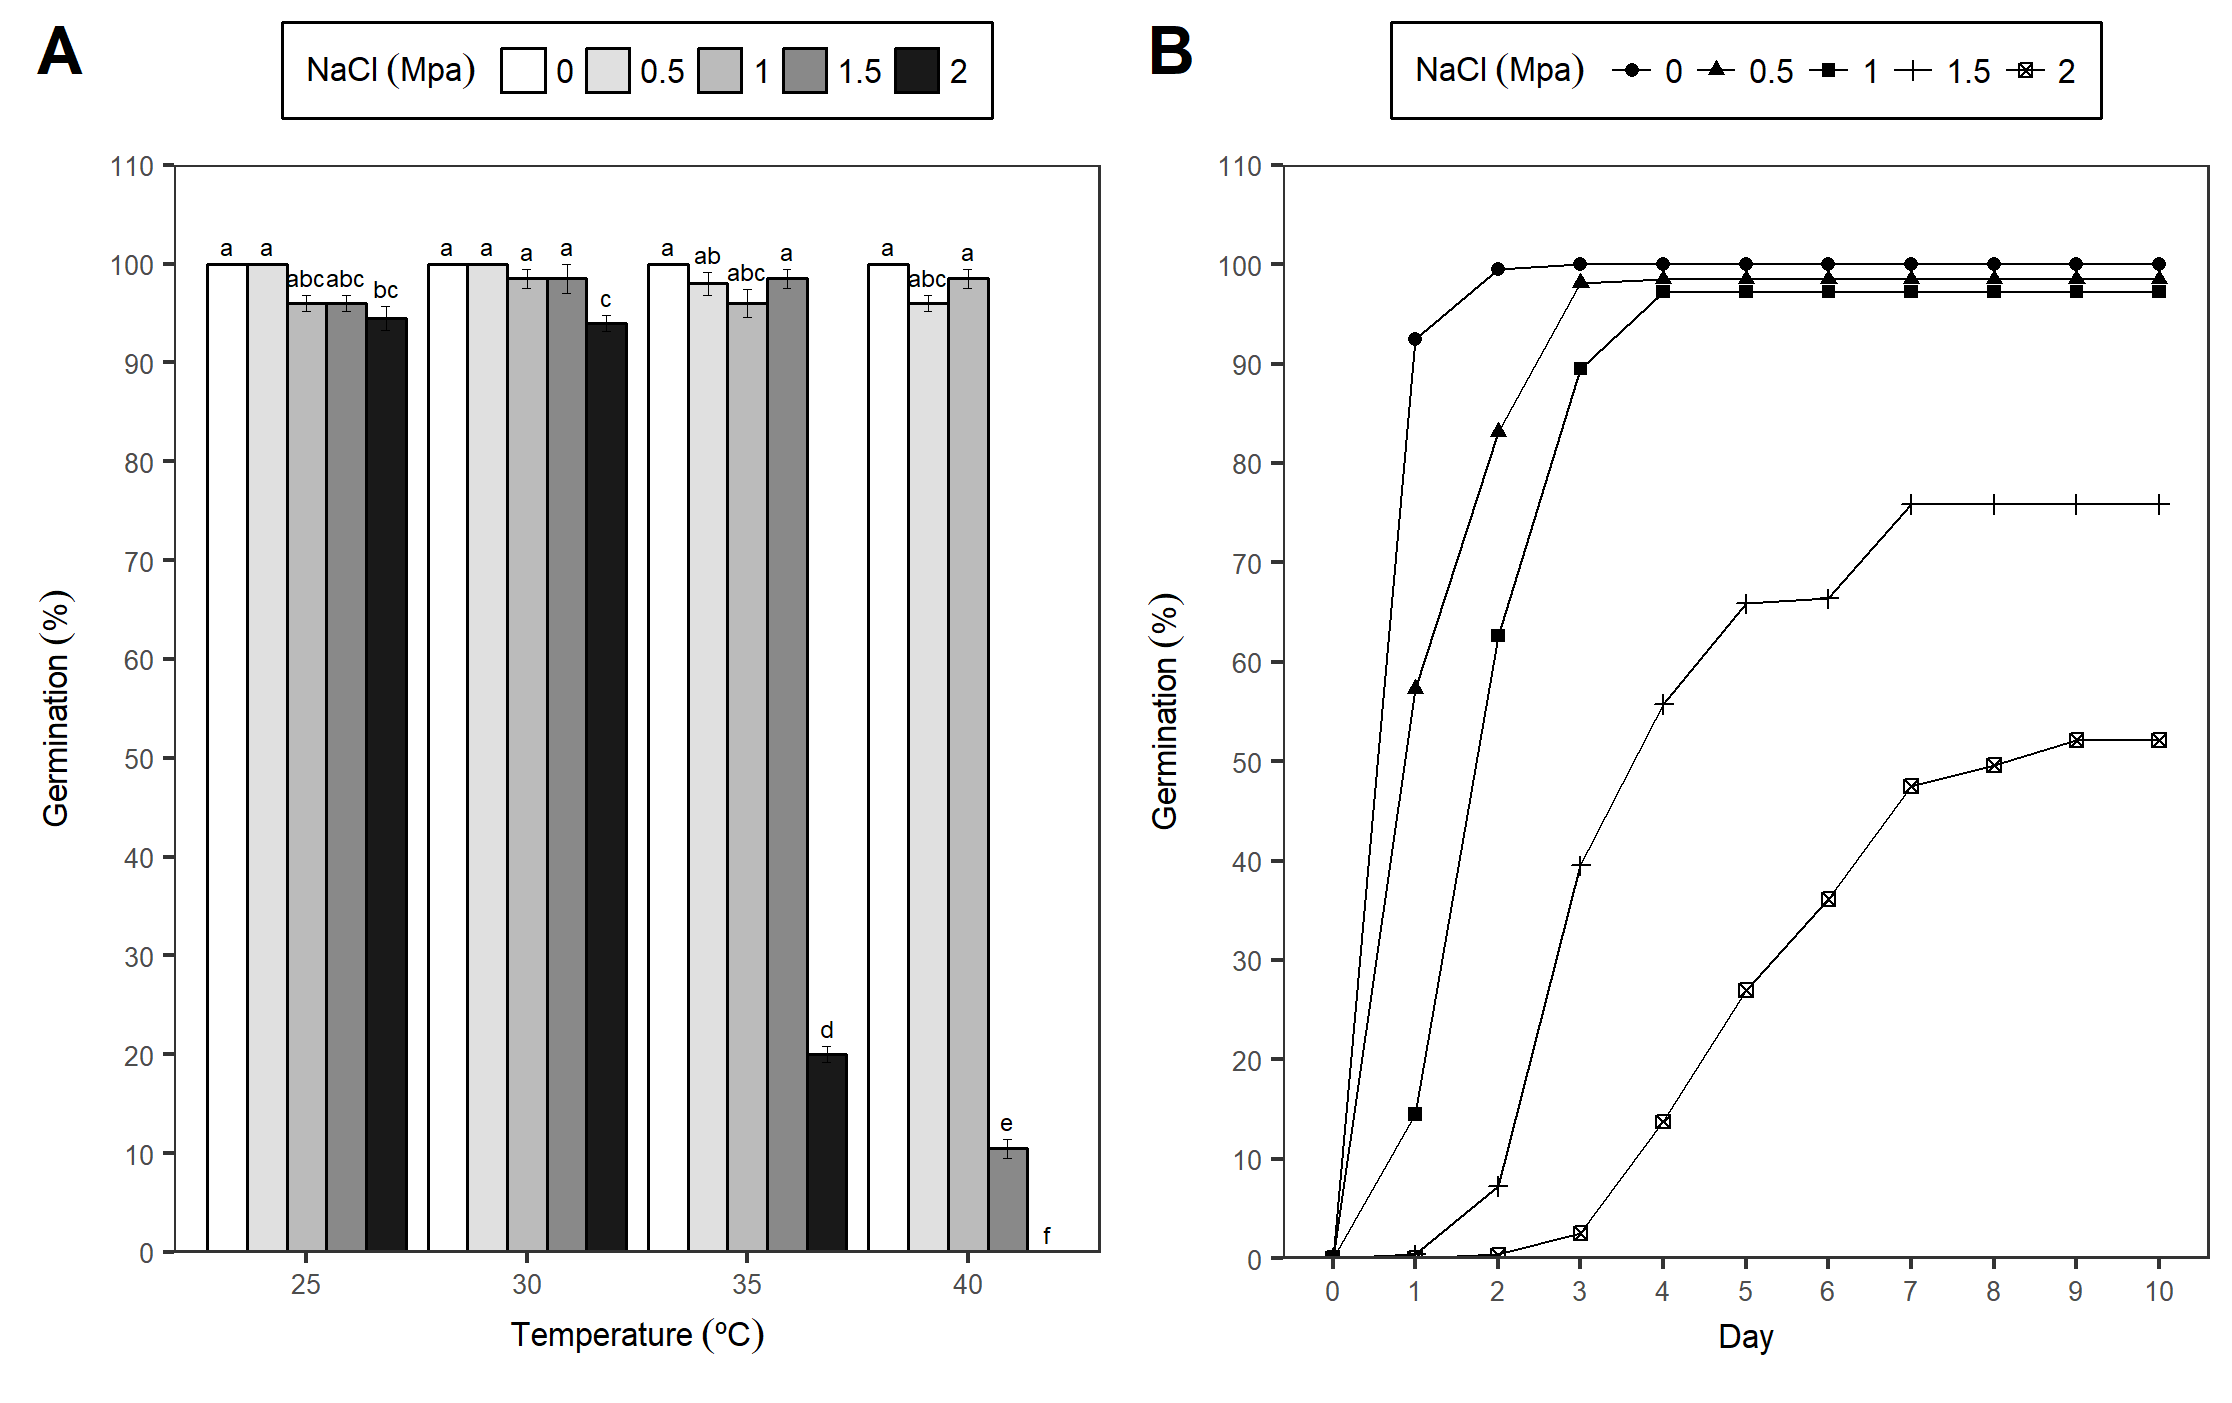 A
NaCl (Mpa) 0 0.5 1 1.5 2
110
100
90
80
70
60
50
40
30
20
10
0
Germination (%)
a a abc abc bc
a a a a c
a ab abc a d
a abc a e f
25 30 35 40
Temperature (ºC)
B
NaCl (Mpa) 0 0.5 1 1.5 2
110
100
90
80
70
60
50
40
30
20
10
0
Germination (%)
0 1 2 3 4 5 6 7 8 9 10
Day